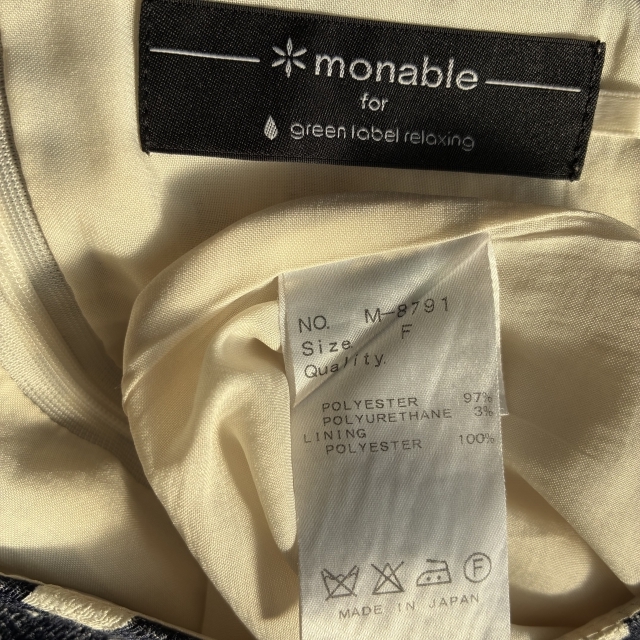 monable
for
green label relaxing
NO. M-8791
Size F
Quality.
POLYESTER 97%
POLYURETHANE 3%
LINING
POLYESTER 100%
F
MADE IN JAPAN